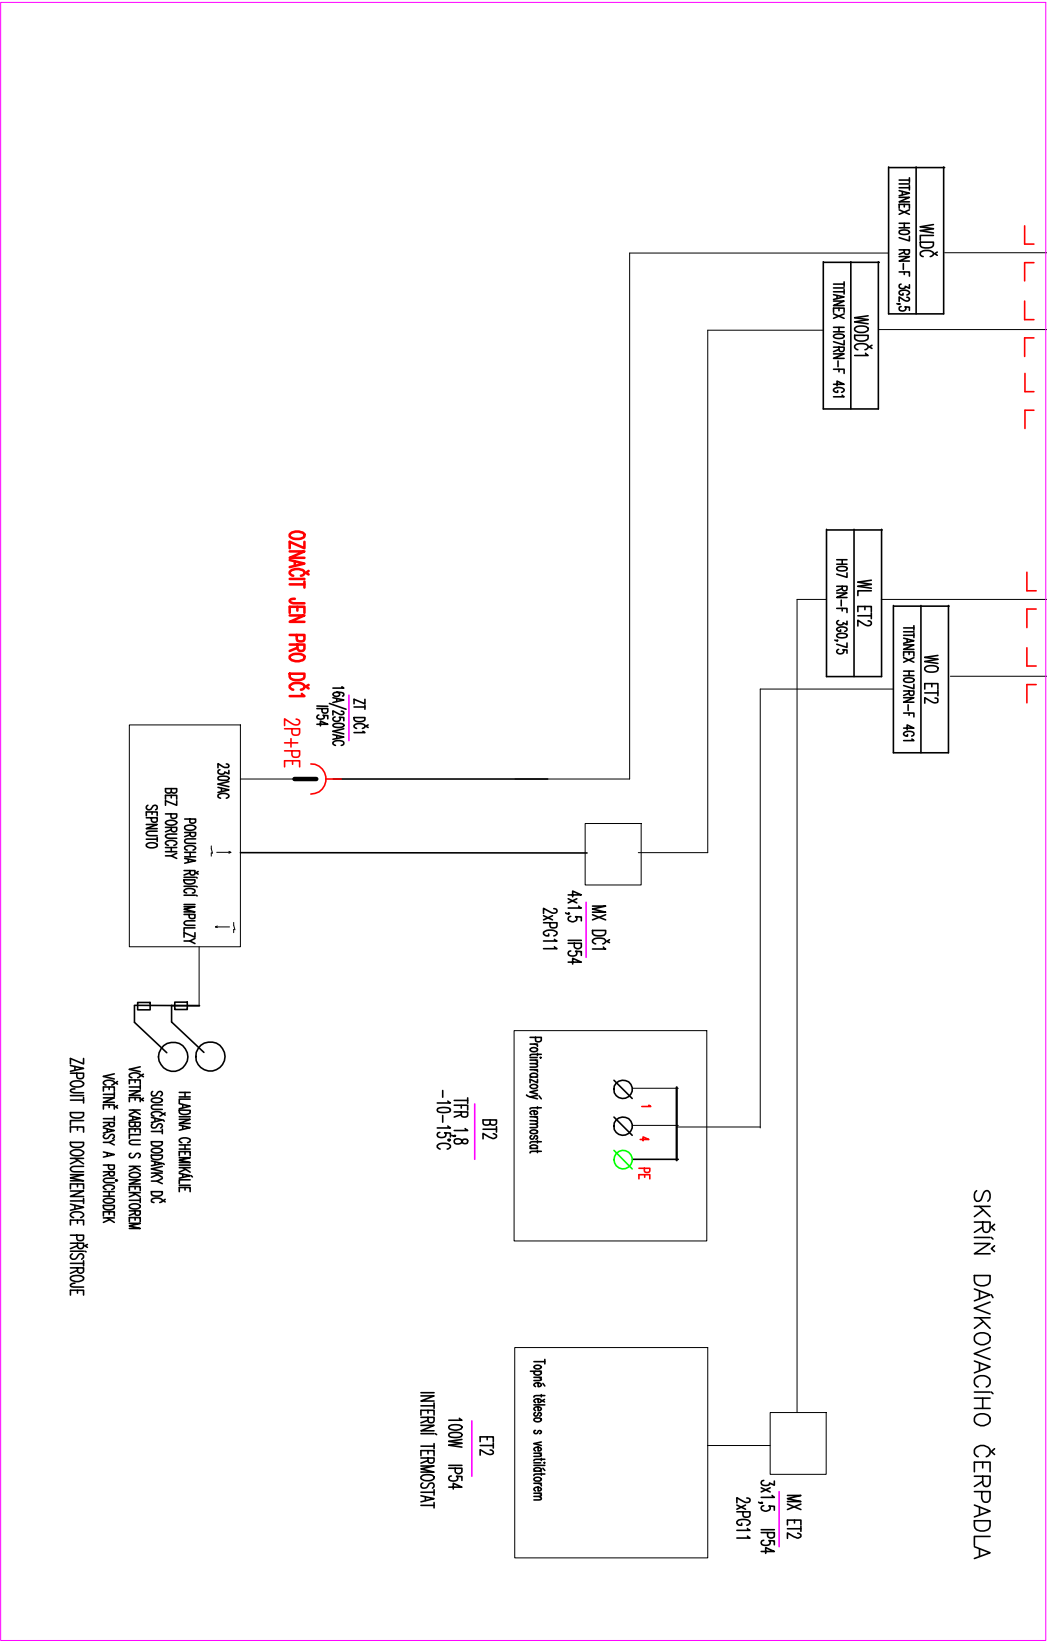 SKŘÍŇ DÁVKOVACÍHO ČERPADLA
WLDČ
TITANEX H07 RN-F 3G2,5
WODČ1
TITANEX H07RN-F 4G1
WL ET2
H07 RN-F 3G0,75
WO ET2
TITANEX H07RN-F 4G1
MX ET2
3x1,5 IP54
2xPG11
MX DČ1
4x1,5 IP54
2xPG11
1
4
PE
Protimrazový termostat
BT2
TFR 1,8
-10-15°C
Topné těleso s ventilátorem
ET2
100W IP54
INTERNÍ TERMOSTAT
ZT DČ1
16A/250VAC
IP54
OZNAČIT JEN PRO DČ1
2P+PE
230VAC
PORUCHA ŘÍDÍCÍ IMPULZY
BEZ PORUCHY
SEPNUTO
HLADINA CHEMIKÁLIE
SOUČÁST DODÁVKY DČ
VČETNĚ KABELU S KONEKTOREM
VČETNĚ TRASY A PRŮCHODEK
ZAPOJIT DLE DOKUMENTACE PŘÍSTROJE